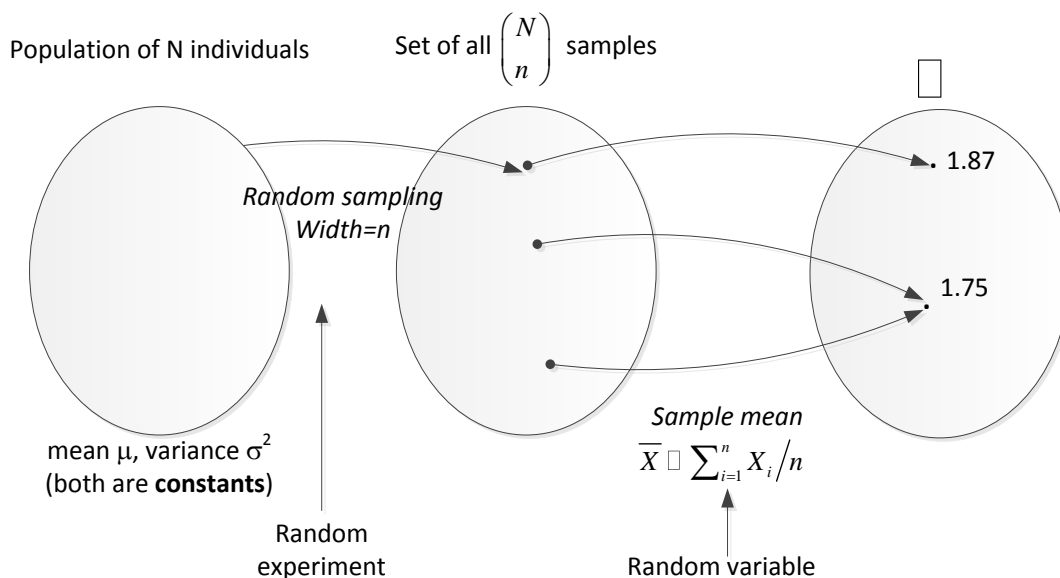 Population of N individuals
Set of all (N n) samples
□
1.87
Random sampling
Width=n
1.75
mean μ, variance σ²
(both are constants)
Sample mean
X̄ □ ∑ⁿᵢ₌₁ Xᵢ/n
Random
experiment
Random variable